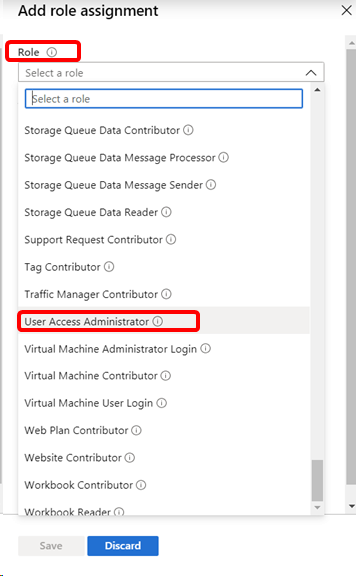 Add role assignment
Role
Select a role
Select a role
Storage Queue Data Contributor
Storage Queue Data Message Processor
Storage Queue Data Message Sender
Storage Queue Data Reader
Support Request Contributor
Tag Contributor
Traffic Manager Contributor
User Access Administrator
Virtual Machine Administrator Login
Virtual Machine Contributor
Virtual Machine User Login
Web Plan Contributor
Website Contributor
Workbook Contributor
Workbook Reader
Save
Discard